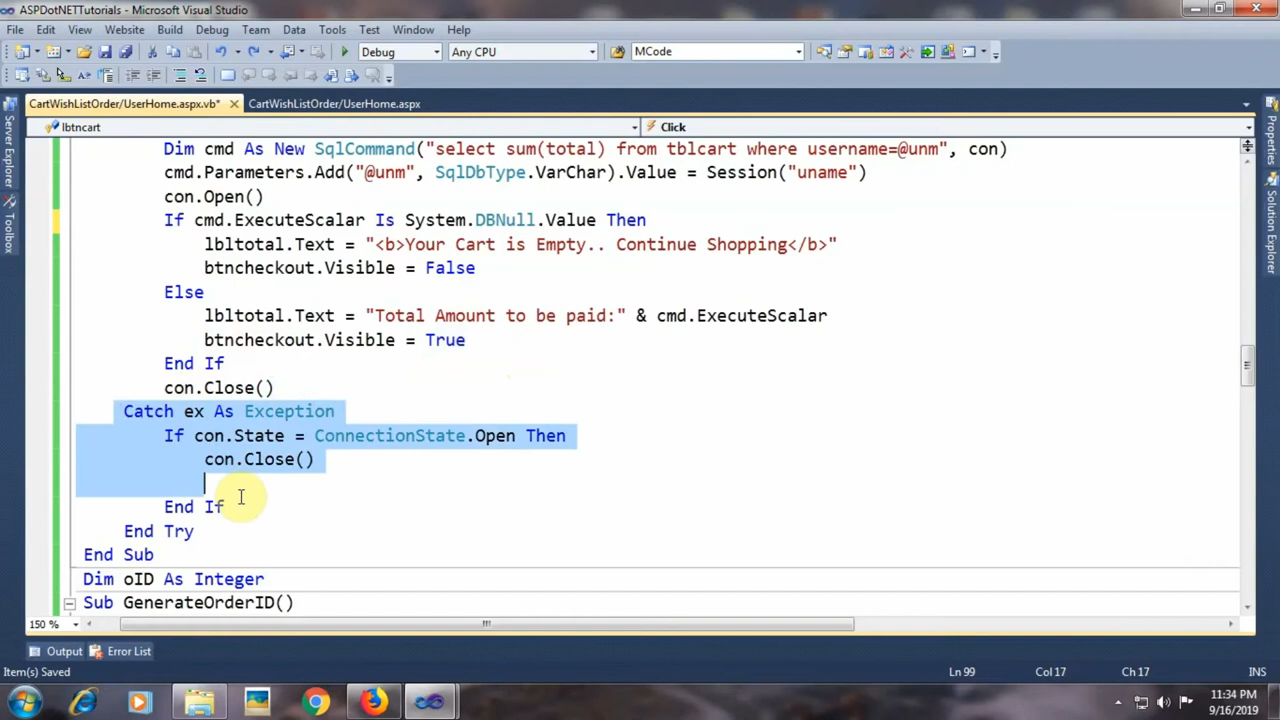 ASPDotNETTutorials - Microsoft Visual Studio
File Edit View Website Build Debug Team Data Tools Test Window Help
Debug Any CPU MCode
CartWishListOrder/UserHome.aspx.vb* CartWishListOrder/UserHome.aspx
lbtncart Click
Server Explorer
Toolbox
Properties
Solution Explorer
Dim cmd As New SqlCommand("select sum(total) from tblcart where username=@unm", con)
cmd.Parameters.Add("@unm", SqlDbType.VarChar).Value = Session("uname")
con.Open()
If cmd.ExecuteScalar Is System.DBNull.Value Then
lbltotal.Text = "<b>Your Cart is Empty.. Continue Shopping</b>"
btncheckout.Visible = False
Else
lbltotal.Text = "Total Amount to be paid:" & cmd.ExecuteScalar
btncheckout.Visible = True
End If
con.Close()
Catch ex As Exception
If con.State = ConnectionState.Open Then
con.Close()
End If
End Try
End Sub
Dim oID As Integer
Sub GenerateOrderID()
150 %
Output Error List
Item(s) Saved Ln 99 Col 17 Ch 17 INS
11:34 PM
9/16/2019